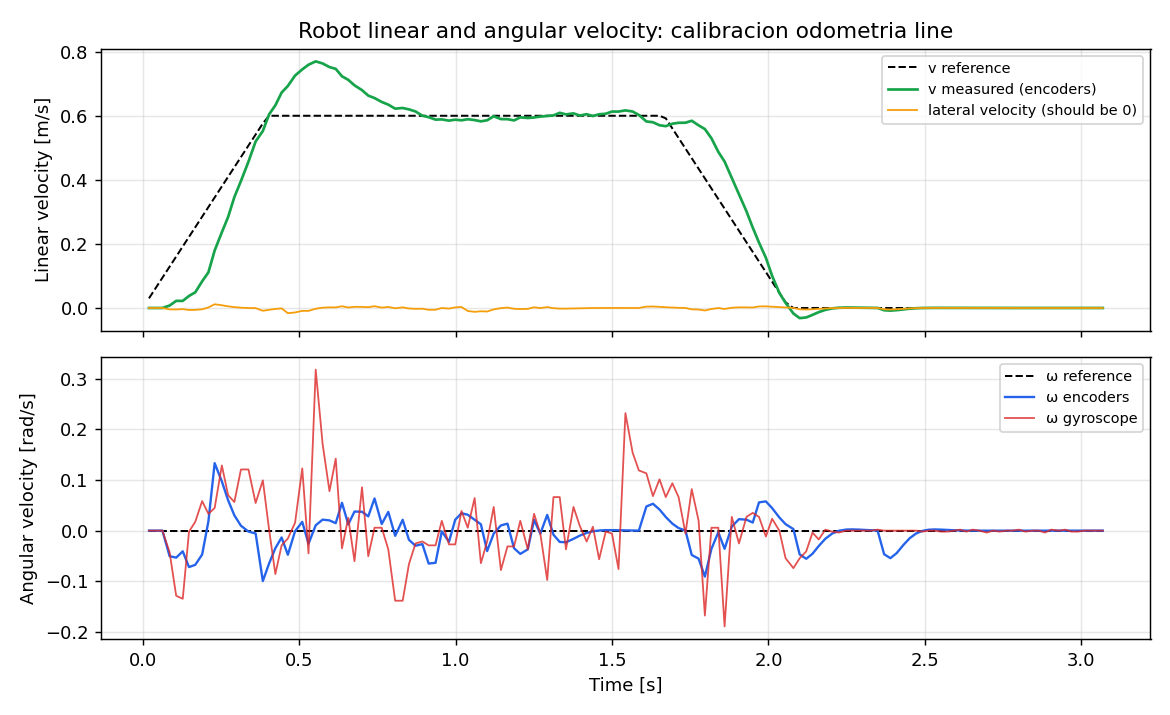 Robot linear and angular velocity: calibracion odometria line
Linear velocity [m/s]
0.8
0.6
0.4
0.2
0.0
v reference
v measured (encoders)
lateral velocity (should be 0)
Angular velocity [rad/s]
0.3
0.2
0.1
0.0
−0.1
−0.2
ω reference
ω encoders
ω gyroscope
0.0 0.5 1.0 1.5 2.0 2.5 3.0
Time [s]